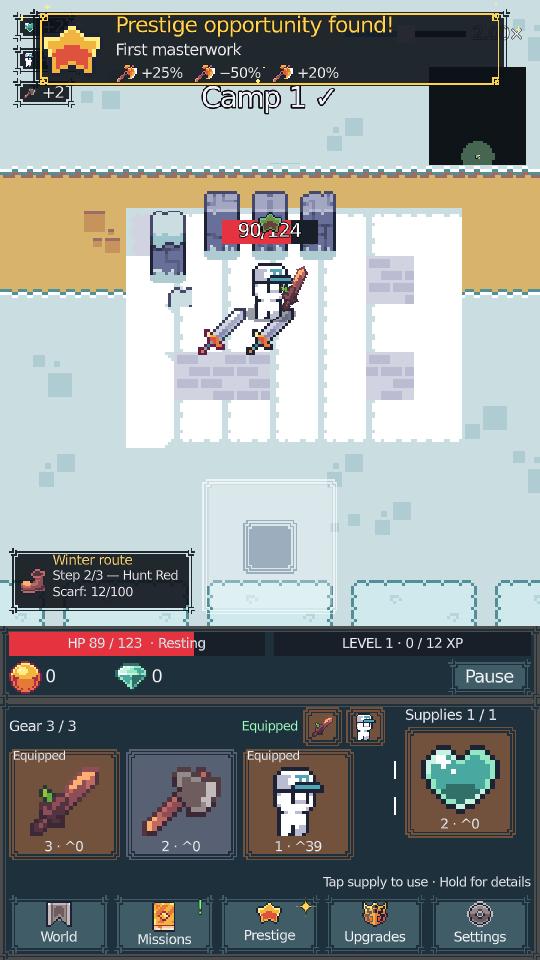 Prestige opportunity found!
First masterwork
+25% −50% +20%
+2
Camp 1 ✓
90/124
Winter route
Step 2/3 — Hunt Red
Scarf: 12/100
HP 89 / 123 · Resting
LEVEL 1 · 0 / 12 XP
0
0
Pause
Gear 3 / 3
Equipped
Supplies 1 / 1
Equipped
Equipped
3 · ^0
2 · ^0
1 · ^39
2 · ^0
Tap supply to use · Hold for details
World
Missions
!
Prestige
Upgrades
Settings